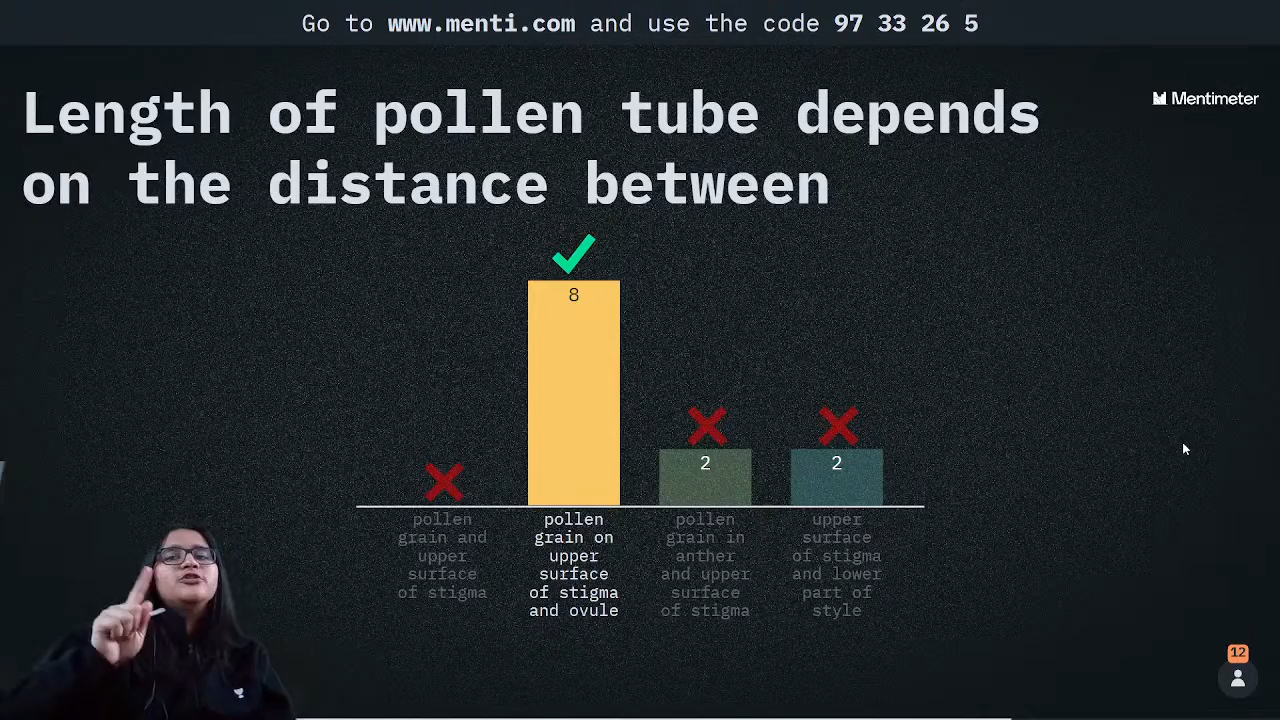 Go to www.menti.com and use the code 97 33 26 5
Length of pollen tube depends
on the distance between
Mentimeter
8
2
2
pollen
grain and
upper
surface
of stigma
pollen
grain on
upper
surface
of stigma
and ovule
pollen
grain in
anther
and upper
surface
of stigma
upper
surface
of stigma
and lower
part of
style
12